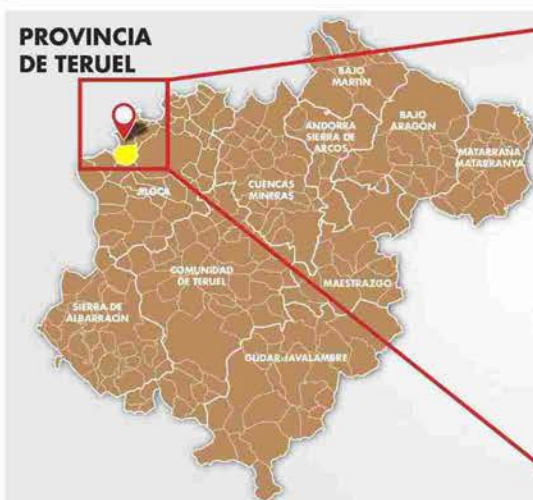 PROVINCIA
DE TERUEL
BAJO
MARTÍN
ANDORRA
SIERRA DE
ARCOS
BAJO
ARAGÓN
MATARRAÑA
MATARRANYA
JILOCA
CUENCAS
MINERAS
COMUNIDAD
DE TERUEL
MAESTRAZGO
SIERRA DE
ALBARRACÍN
GÚDAR-JAVALAMBRE